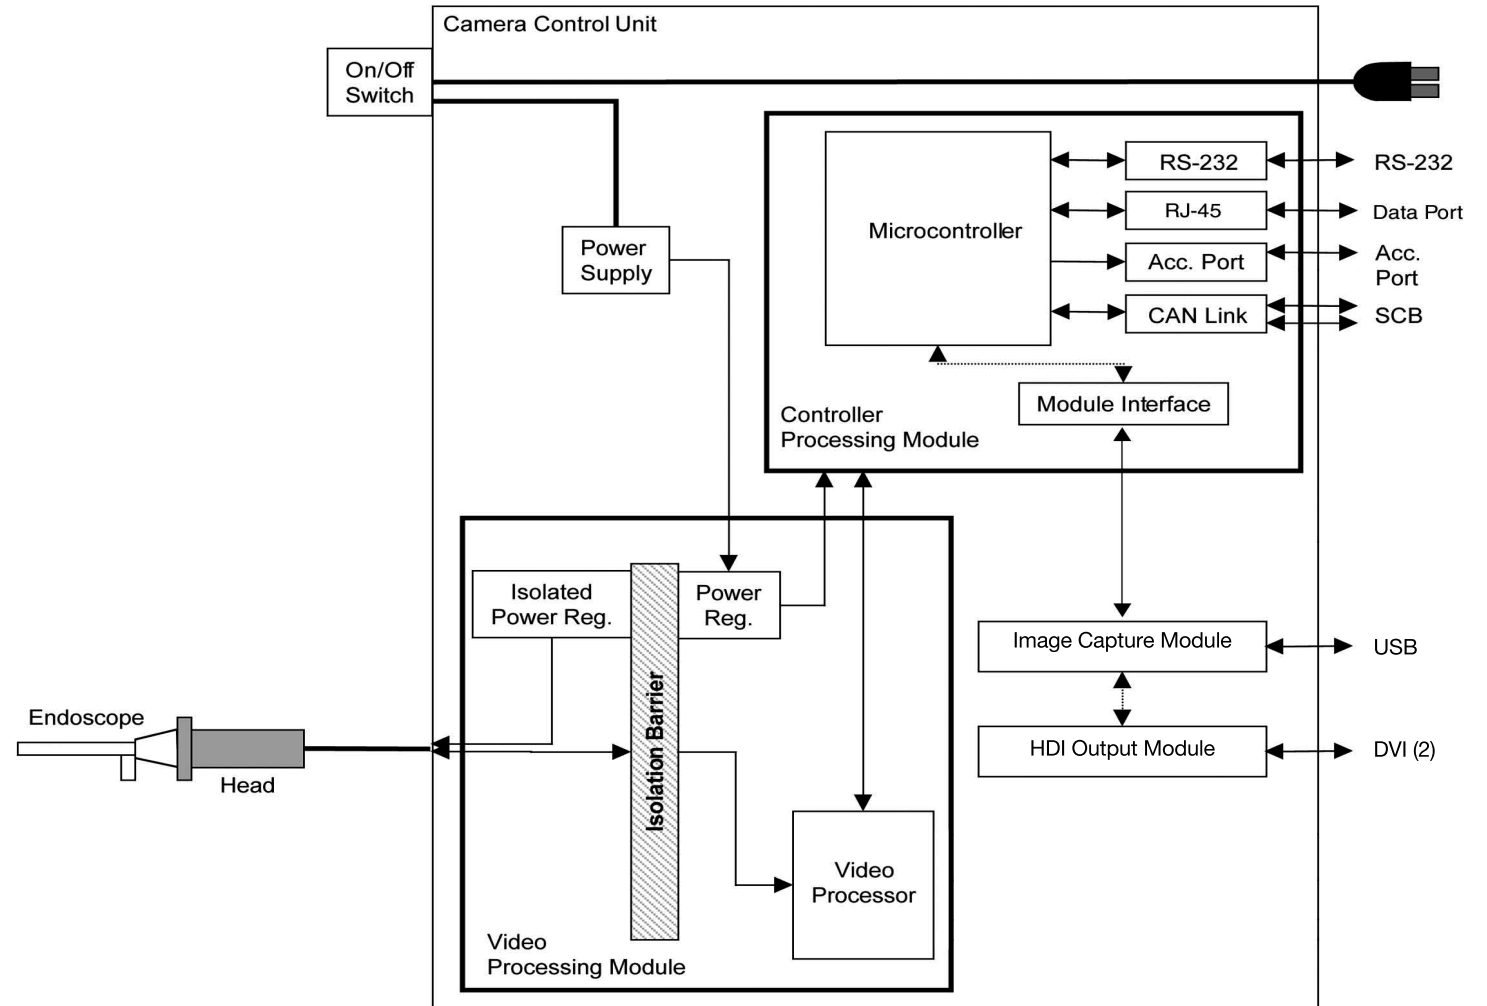 Camera Control Unit
On/Off
Switch
Microcontroller
RS-232
RS-232
RJ-45
Data Port
Acc. Port
Acc.
Port
CAN Link
SCB
Power
Supply
Module Interface
Controller
Processing Module
Isolated
Power Reg.
Power
Reg.
Isolation Barrier
Image Capture Module
USB
Endoscope
Head
HDI Output Module
DVI (2)
Video
Processor
Video
Processing Module